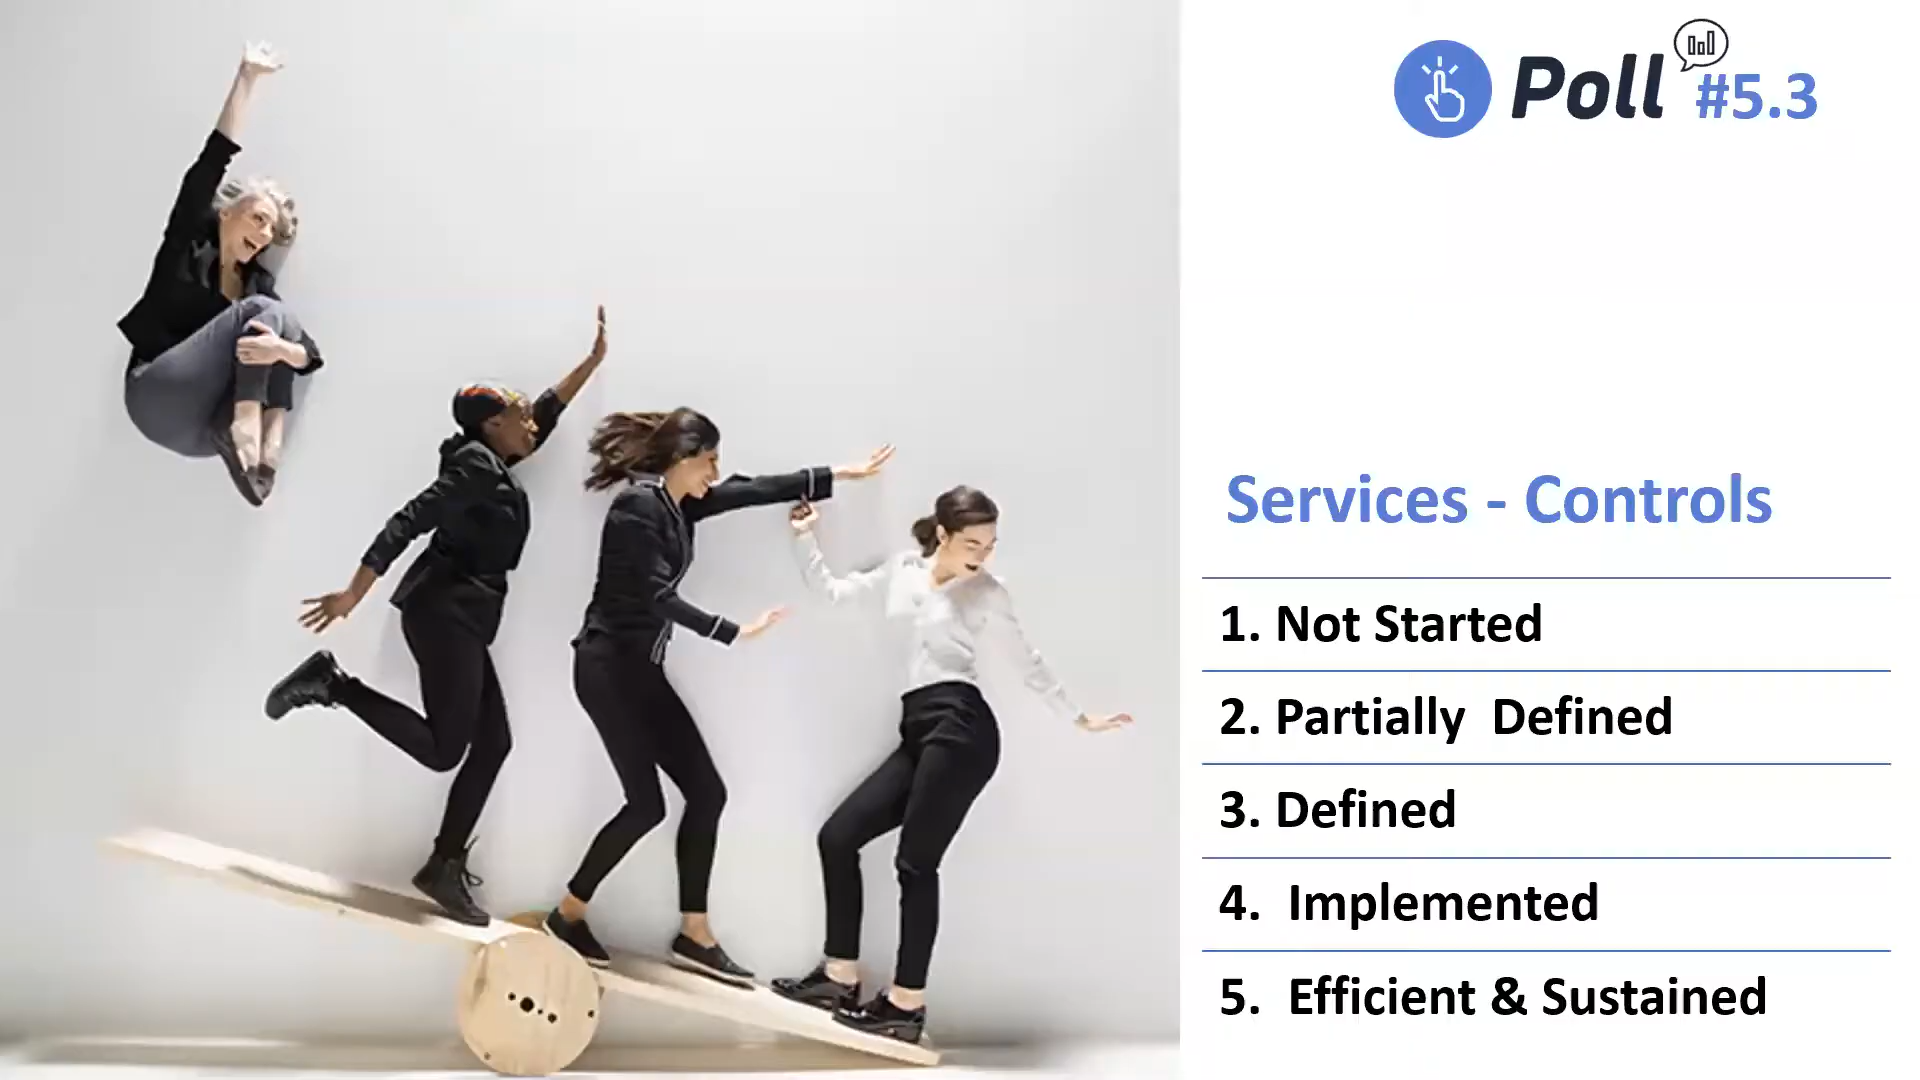 Poll #5.3
Services - Controls
1. Not Started
2. Partially  Defined
3. Defined
4.  Implemented
5.  Efficient & Sustained